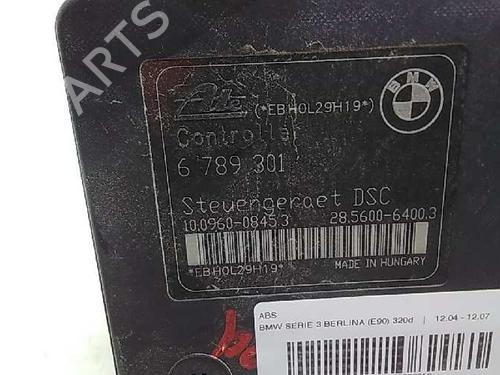 ARTS
Ate (*EBH0L29H19*)
BMW
Controller
6 789 301
Steuengeraet DSC
10.0960-0845.3 28.5600-6400.3
*EBH0L29H19* MADE IN HUNGARY
ABS
BMW SERIE 3 BERLINA (E90) 320d | 12.04 - 12.07